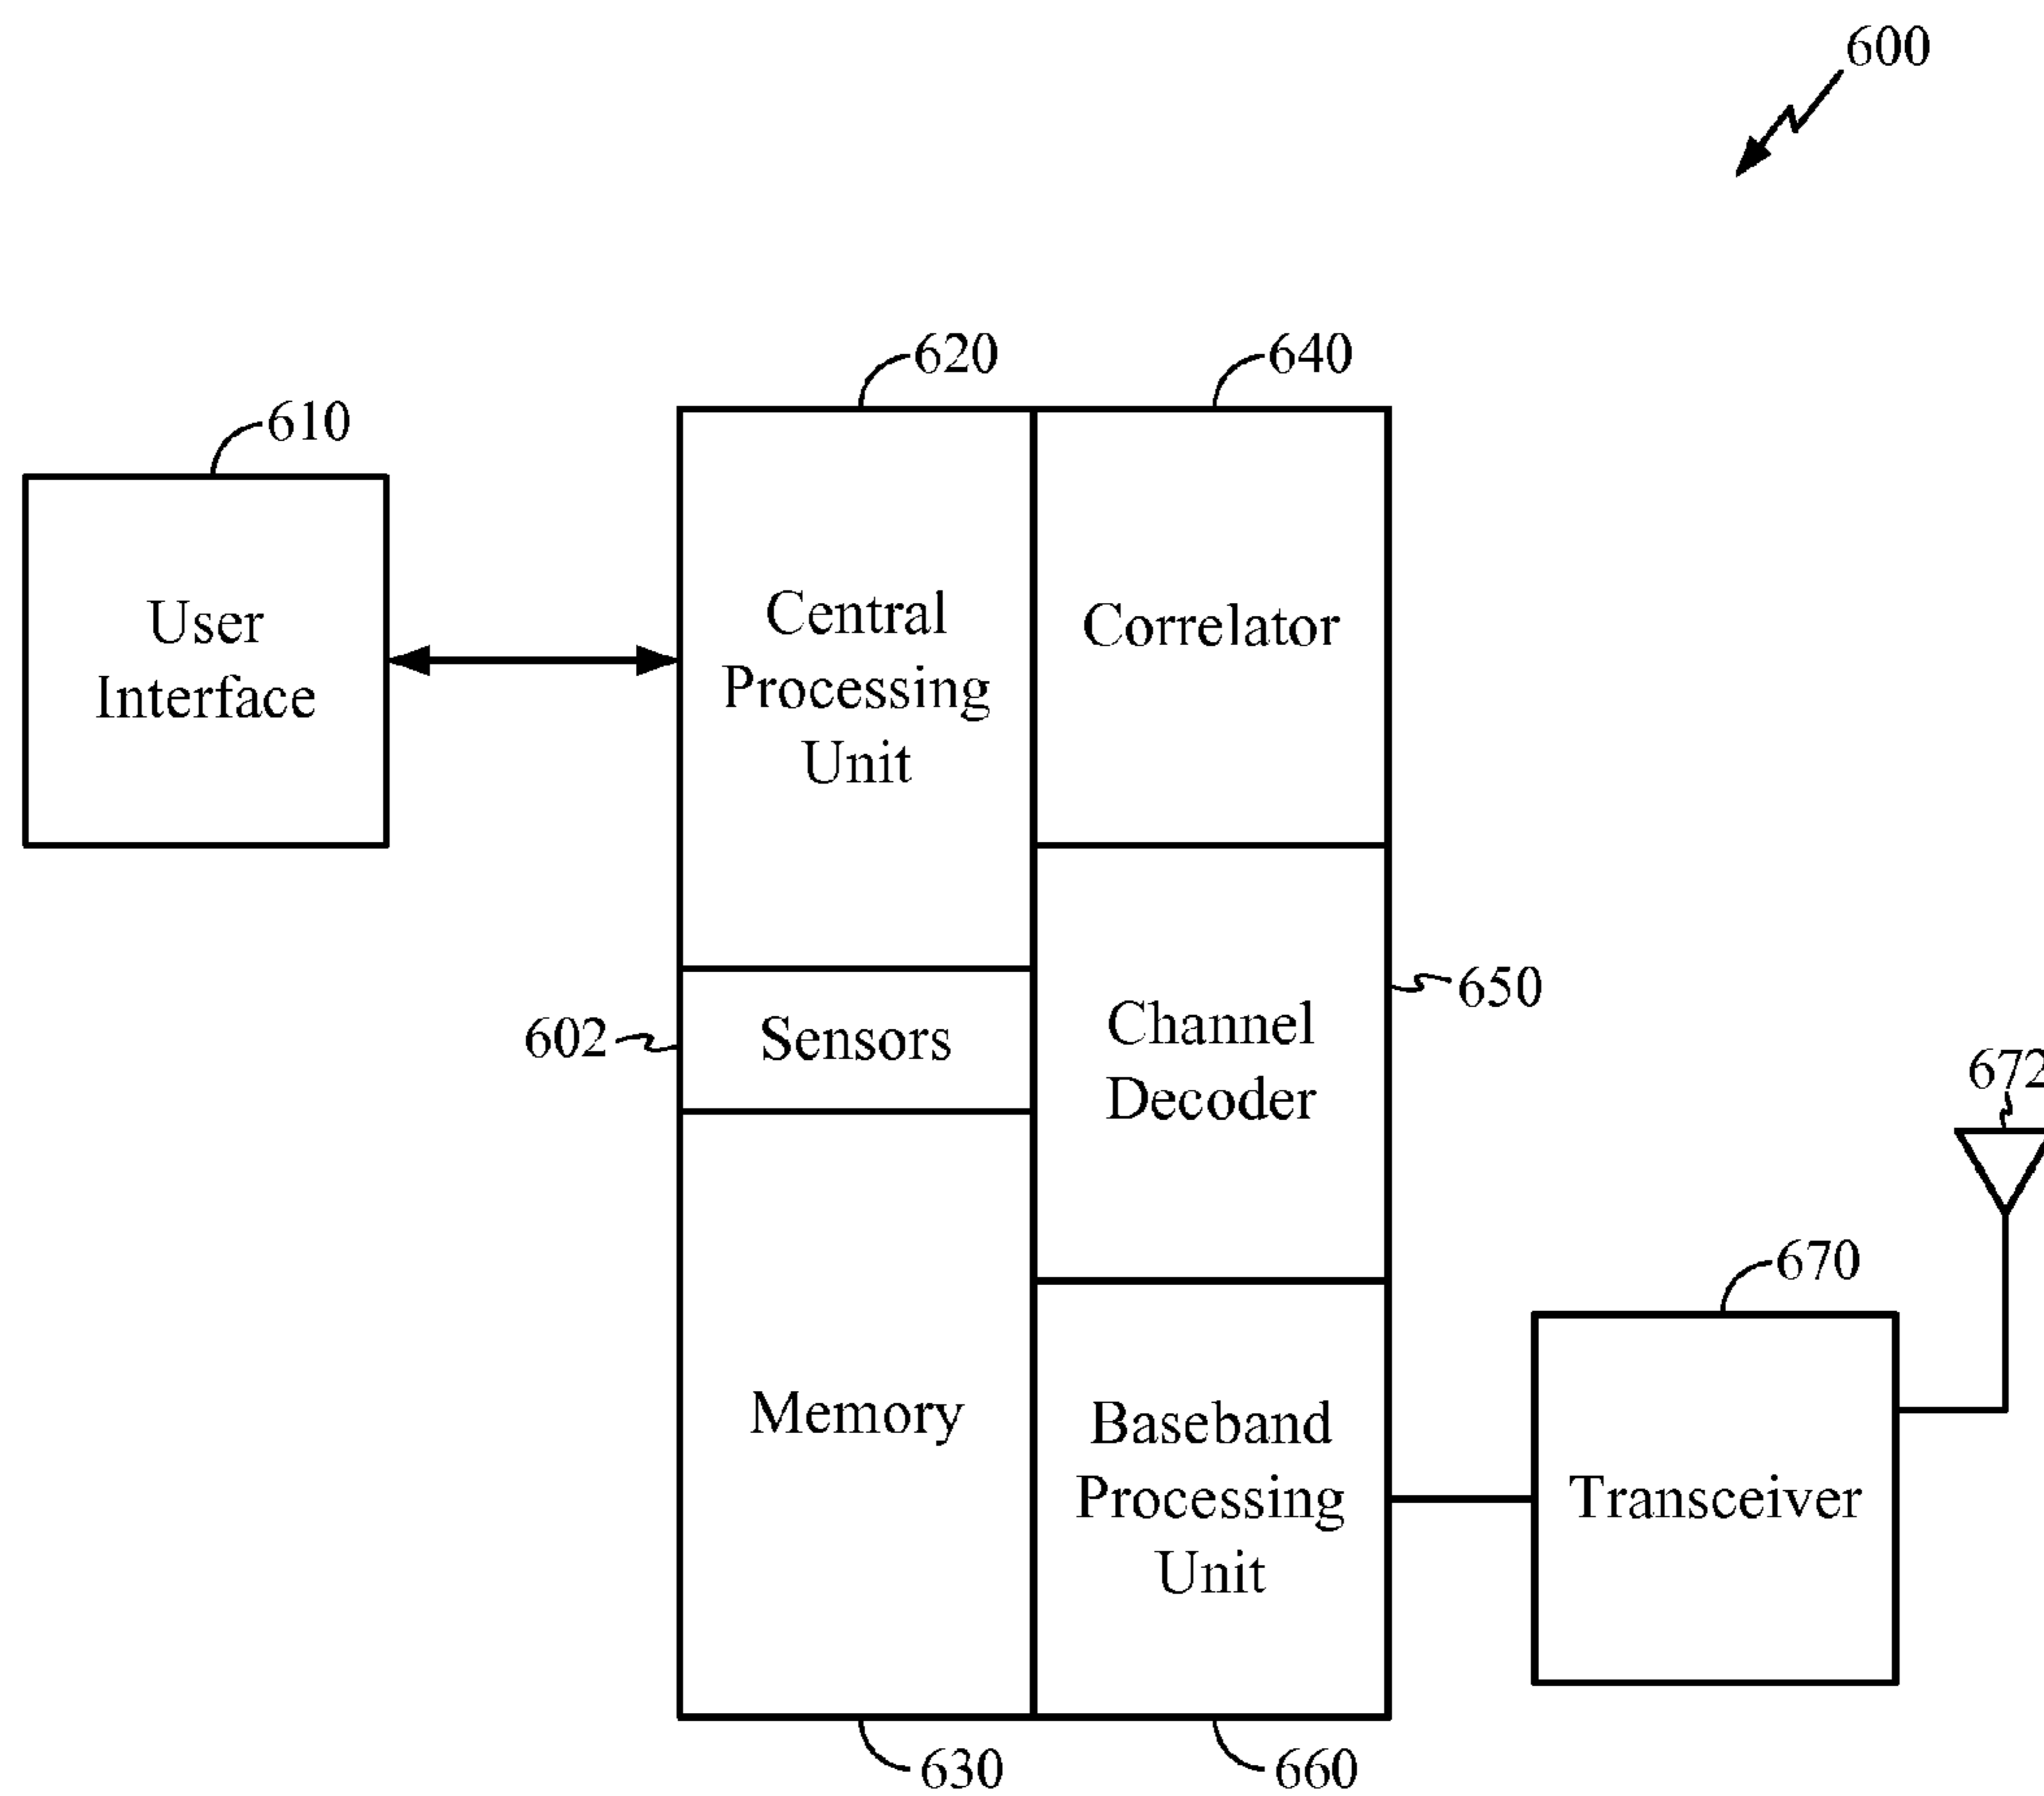 600
620
640
610
User
Interface
Central
Processing
Unit
Correlator
602
Sensors
Channel
Decoder
650
672
670
Memory
Baseband
Processing
Unit
Transceiver
630
660